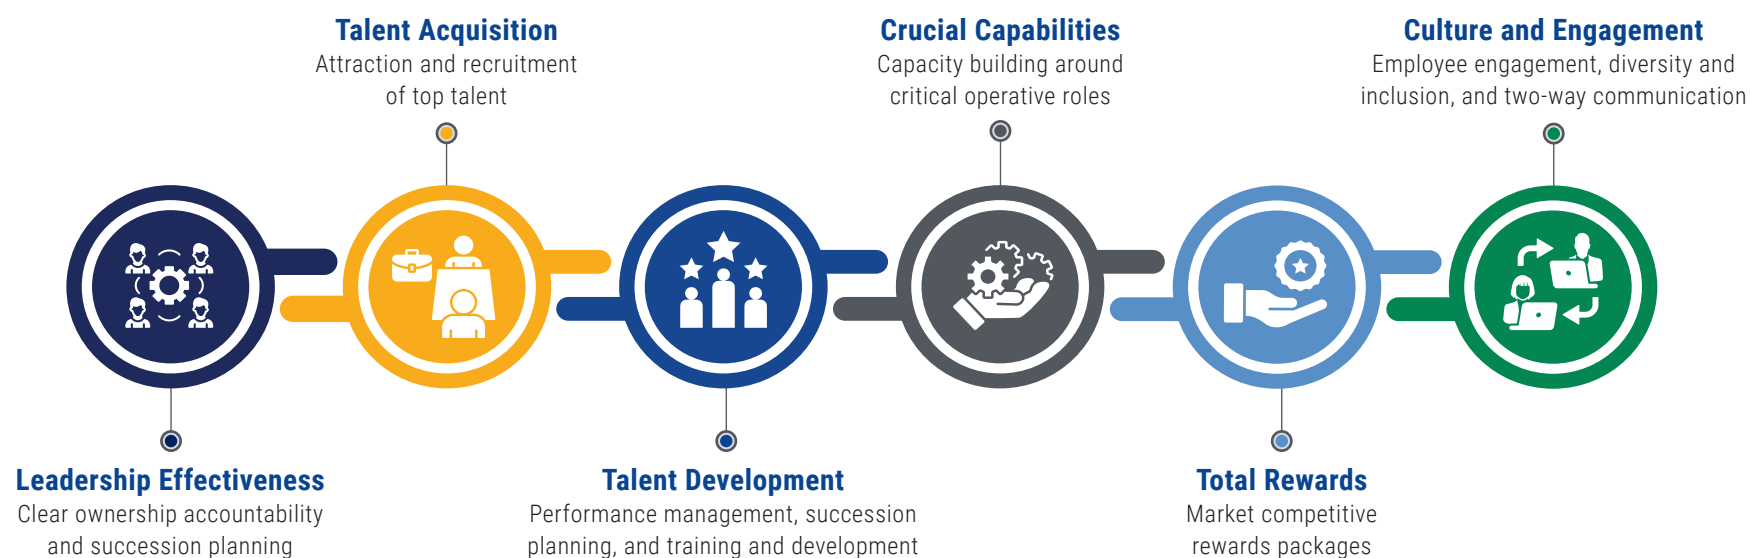 Talent Acquisition
Attraction and recruitment
of top talent
Crucial Capabilities
Capacity building around
critical operative roles
Culture and Engagement
Employee engagement, diversity and
inclusion, and two-way communication
Leadership Effectiveness
Clear ownership accountability
and succession planning
Talent Development
Performance management, succession
planning, and training and development
Total Rewards
Market competitive
rewards packages